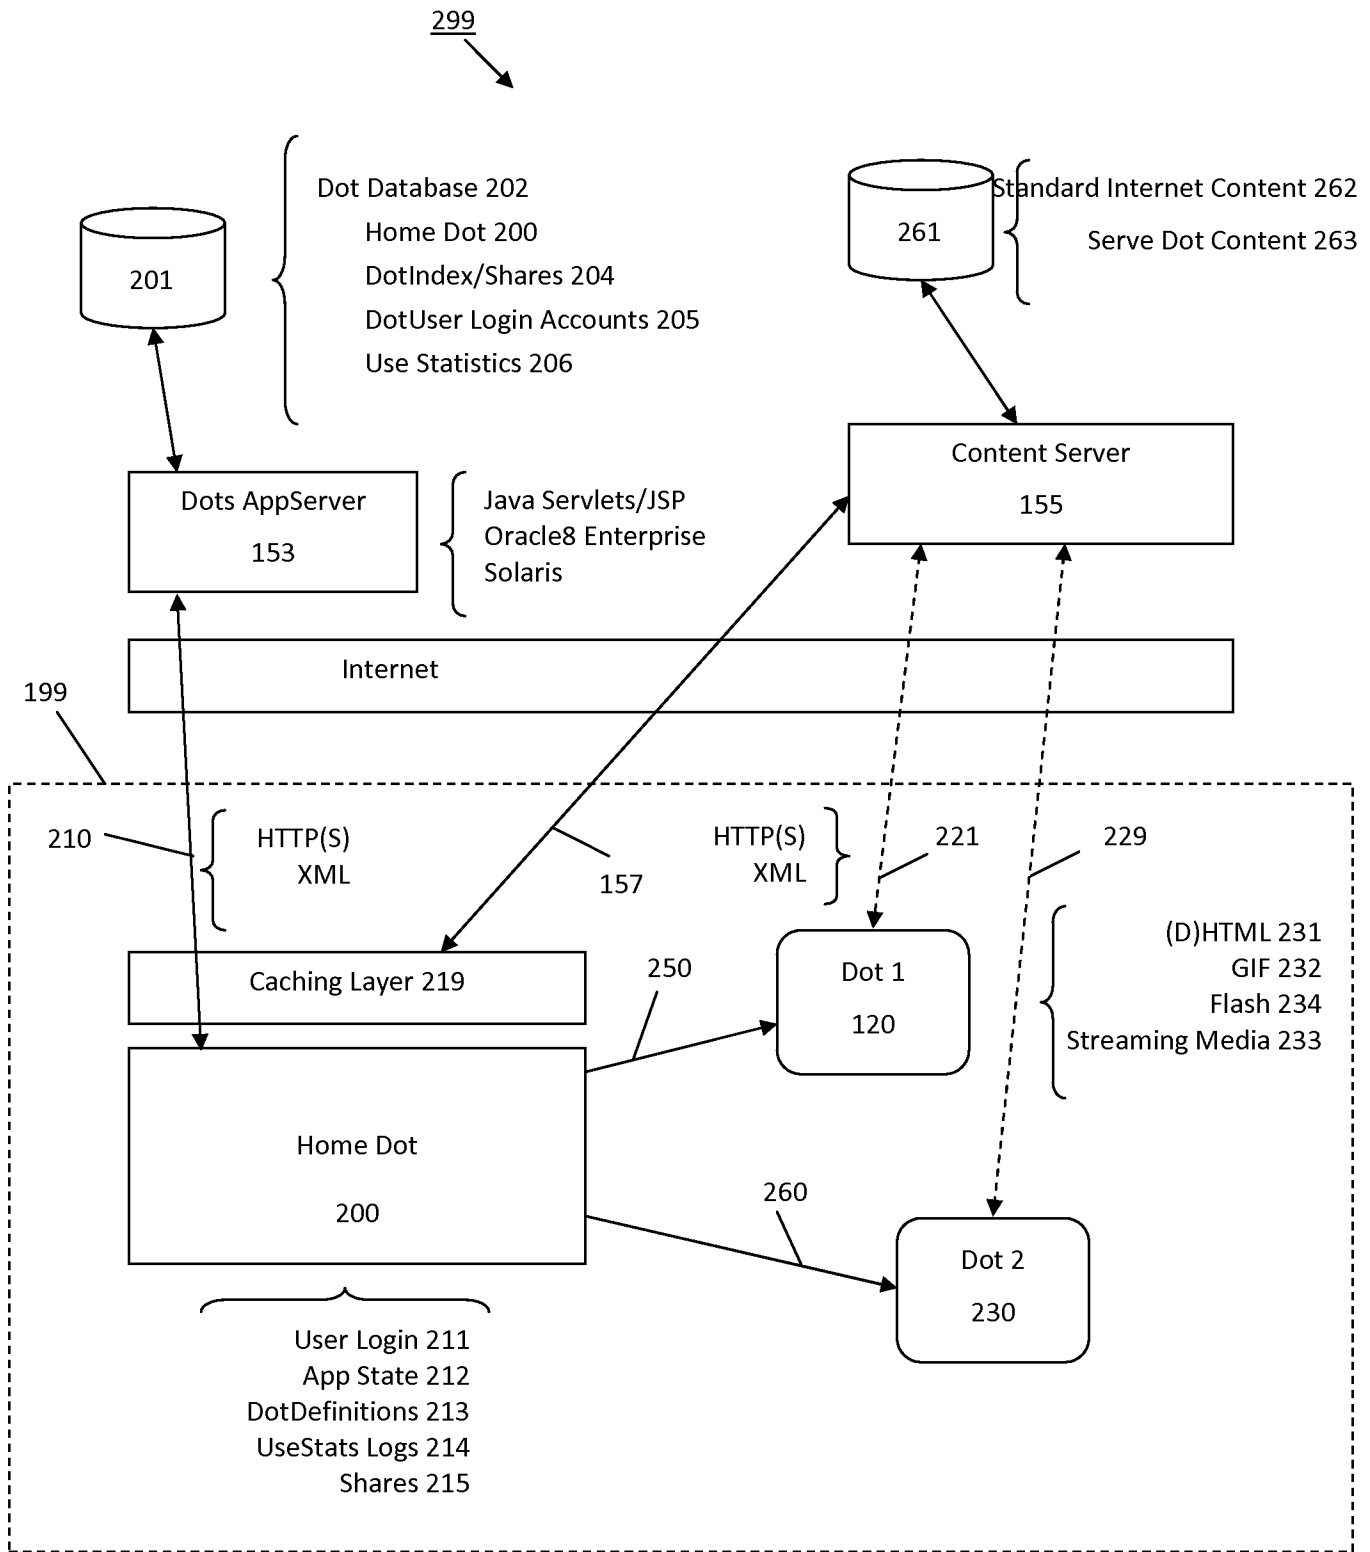 299
Dot Database 202
Home Dot 200
DotIndex/Shares 204
DotUser Login Accounts 205
Use Statistics 206
201
Standard Internet Content 262
Serve Dot Content 263
261
Dots AppServer
153
Java Servlets/JSP
Oracle8 Enterprise
Solaris
Content Server
155
Internet
199
210
HTTP(S)
XML
157
HTTP(S)
XML
221
229
Caching Layer 219
250
Dot 1
120
(D)HTML 231
GIF 232
Flash 234
Streaming Media 233
Home Dot
200
260
Dot 2
230
User Login 211
App State 212
DotDefinitions 213
UseStats Logs 214
Shares 215